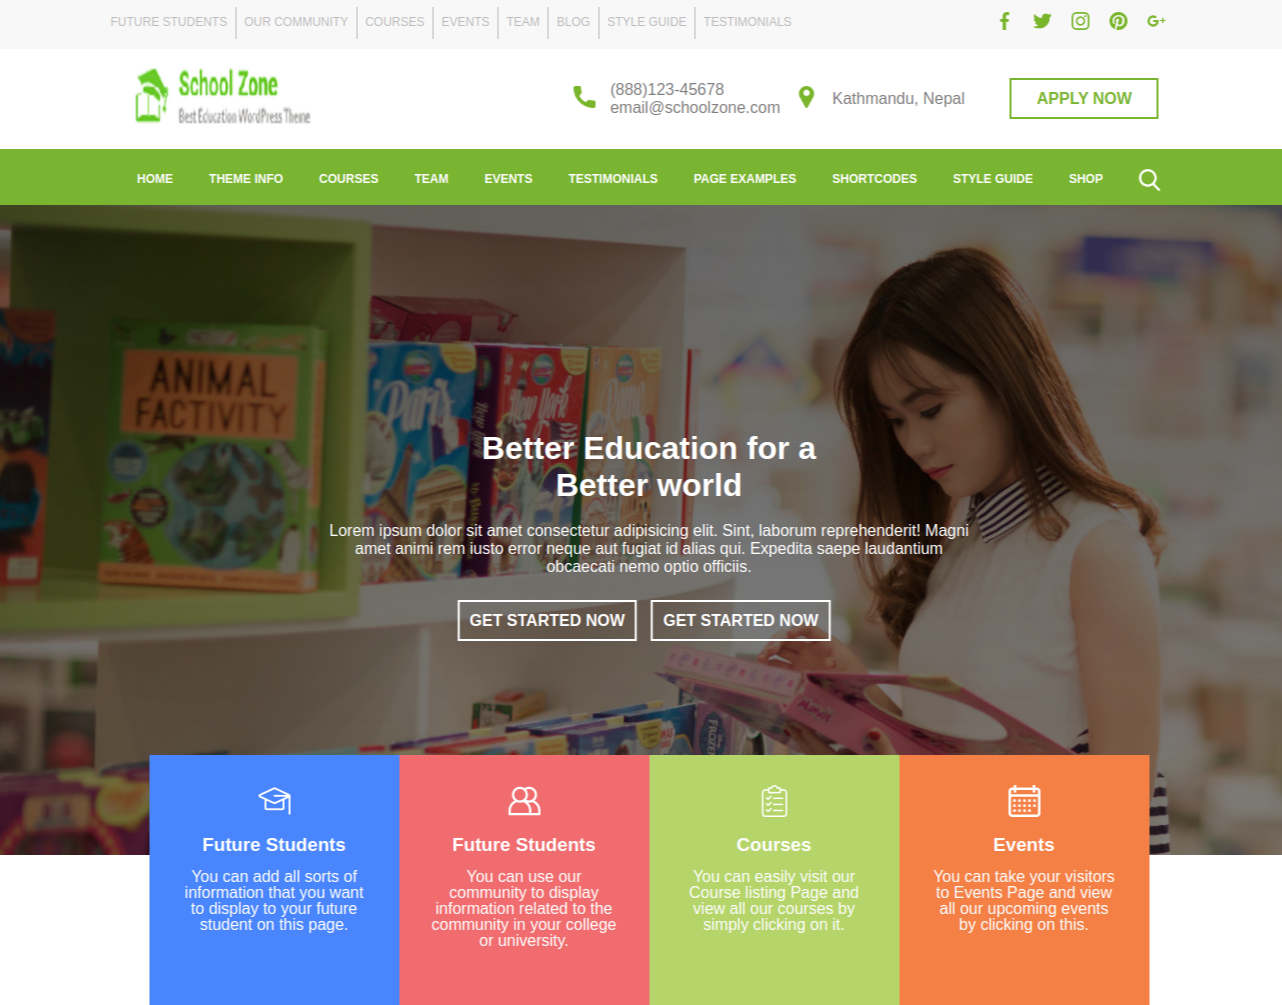 FUTURE STUDENTS
OUR COMMUNITY
COURSES
EVENTS
TEAM
BLOG
STYLE GUIDE
TESTIMONIALS
School Zone
Best Education WordPress Theme
(888)123-45678
email@schoolzone.com
Kathmandu, Nepal
APPLY NOW
HOME
THEME INFO
COURSES
TEAM
EVENTS
TESTIMONIALS
PAGE EXAMPLES
SHORTCODES
STYLE GUIDE
SHOP
ANIMAL
FACTIVITY
Paris
New York
New York
Rome
Better Education for a
Better world
Lorem ipsum dolor sit amet consectetur adipisicing elit. Sint, laborum reprehenderit! Magni
amet animi rem iusto error neque aut fugiat id alias qui. Expedita saepe laudantium
obcaecati nemo optio officiis.
GET STARTED NOW
GET STARTED NOW
FROZEN
Future Students
You can add all sorts of
information that you want
to display to your future
student on this page.
Future Students
You can use our
community to display
information related to the
community in your college
or university.
Courses
You can easily visit our
Course listing Page and
view all our courses by
simply clicking on it.
Events
You can take your visitors
to Events Page and view
all our upcoming events
by clicking on this.